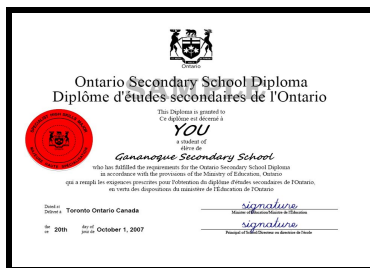 Ontario
SAMPLE
Ontario Secondary School Diploma
Diplôme d'études secondaires de l'Ontario
This Diploma is granted to
Ce diplôme est décerné à
YOU
a student of
élève de
Gananoque Secondary School
who has fulfilled the requirements for the Ontario Secondary School Diploma
in accordance with the provisions of the Ministry of Education, Ontario
qui a rempli les exigences prescrites pour l'obtention du diplôme d'études secondaires de l'Ontario,
en vertu des dispositions du ministère de l'Éducation de l'Ontario
Dated at
Délivré à
Toronto Ontario Canada
signature
Minister of Education/Ministre de l'Éducation
the
ce
20th
day of
jour de
October 1, 2007
signature
Principal of School/Directeur ou directrice de l'école